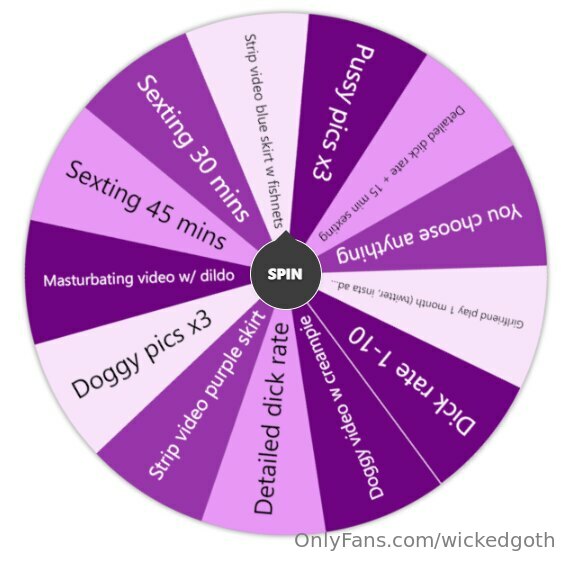 Strip video blue skirt w fishnets
Pussy pics x3
Detailed dick rate + 15 min sexting
You choose anything
Girlfriend play 1 month (twitter, insta ad...
Dick rate 1-10
Doggy video w creampie
Detailed dick rate
Strip video purple skirt
Doggy pics x3
Masturbating video w/ dildo
Sexting 45 mins
Sexting 30 mins
SPIN
OnlyFans.com/wickedgoth